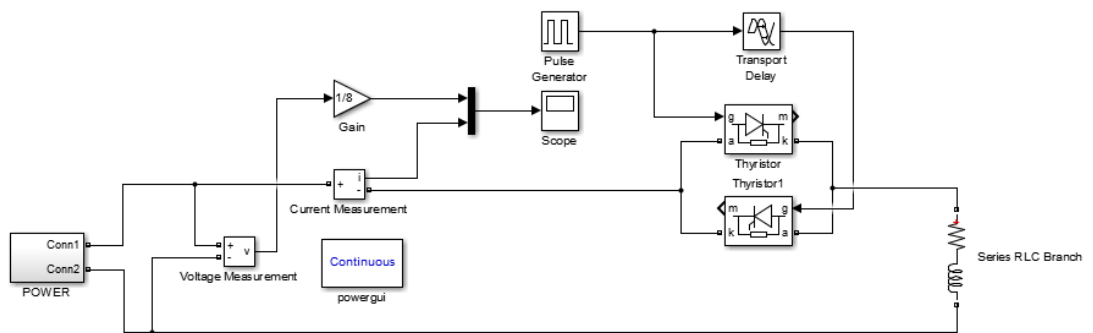 Pulse
Generator
Transport
Delay
1/8
Gain
Scope
g
m
a
k
Thyristor
Thyristor1
m
g
k
a
+
i
-
Current Measurement
Conn1
Conn2
POWER
+
-
v
Voltage Measurement
Continuous
powergui
Series RLC Branch